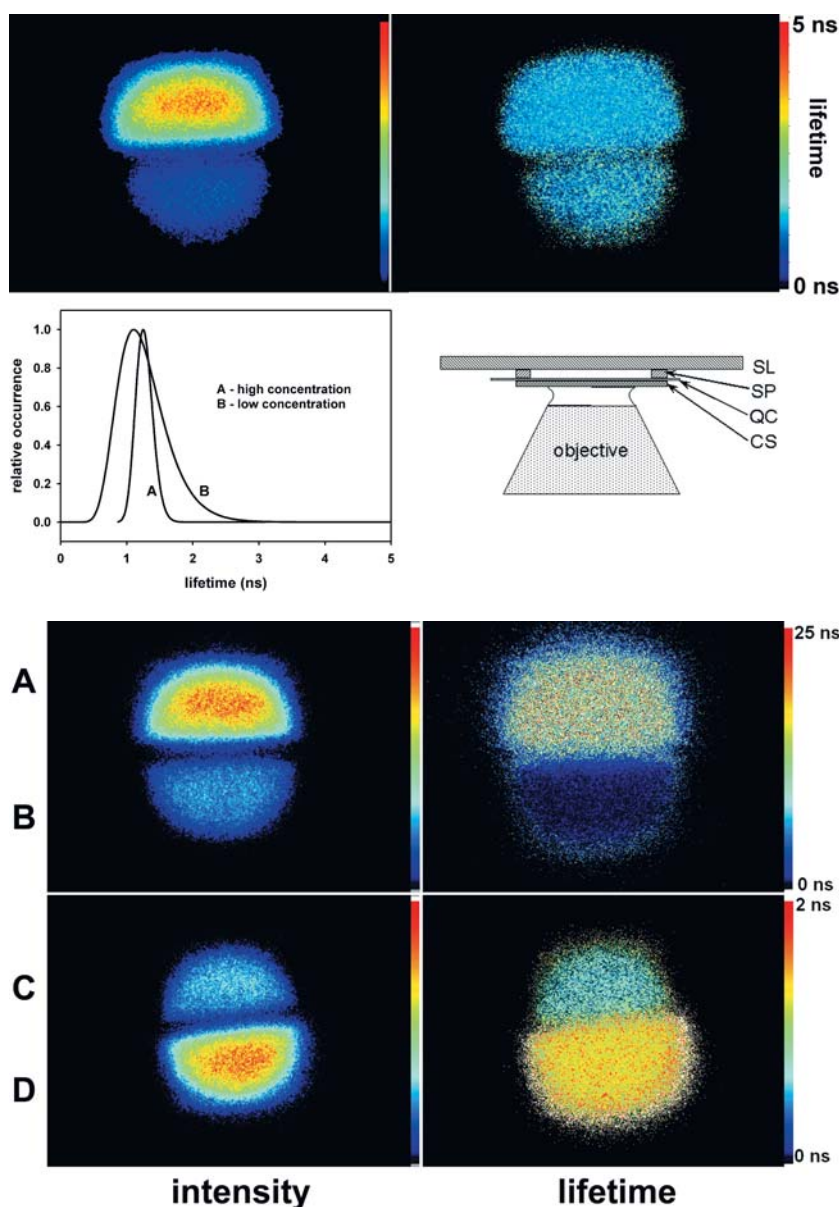 5 ns
lifetime
0 ns
1.0
0.8
0.6
0.4
0.2
0.0
relative occurrence
A - high concentration
B - low concentration
A
B
0
1
2
3
4
5
lifetime (ns)
SL
SP
QC
CS
objective
A
B
25 ns
0 ns
C
D
2 ns
0 ns
intensity
lifetime